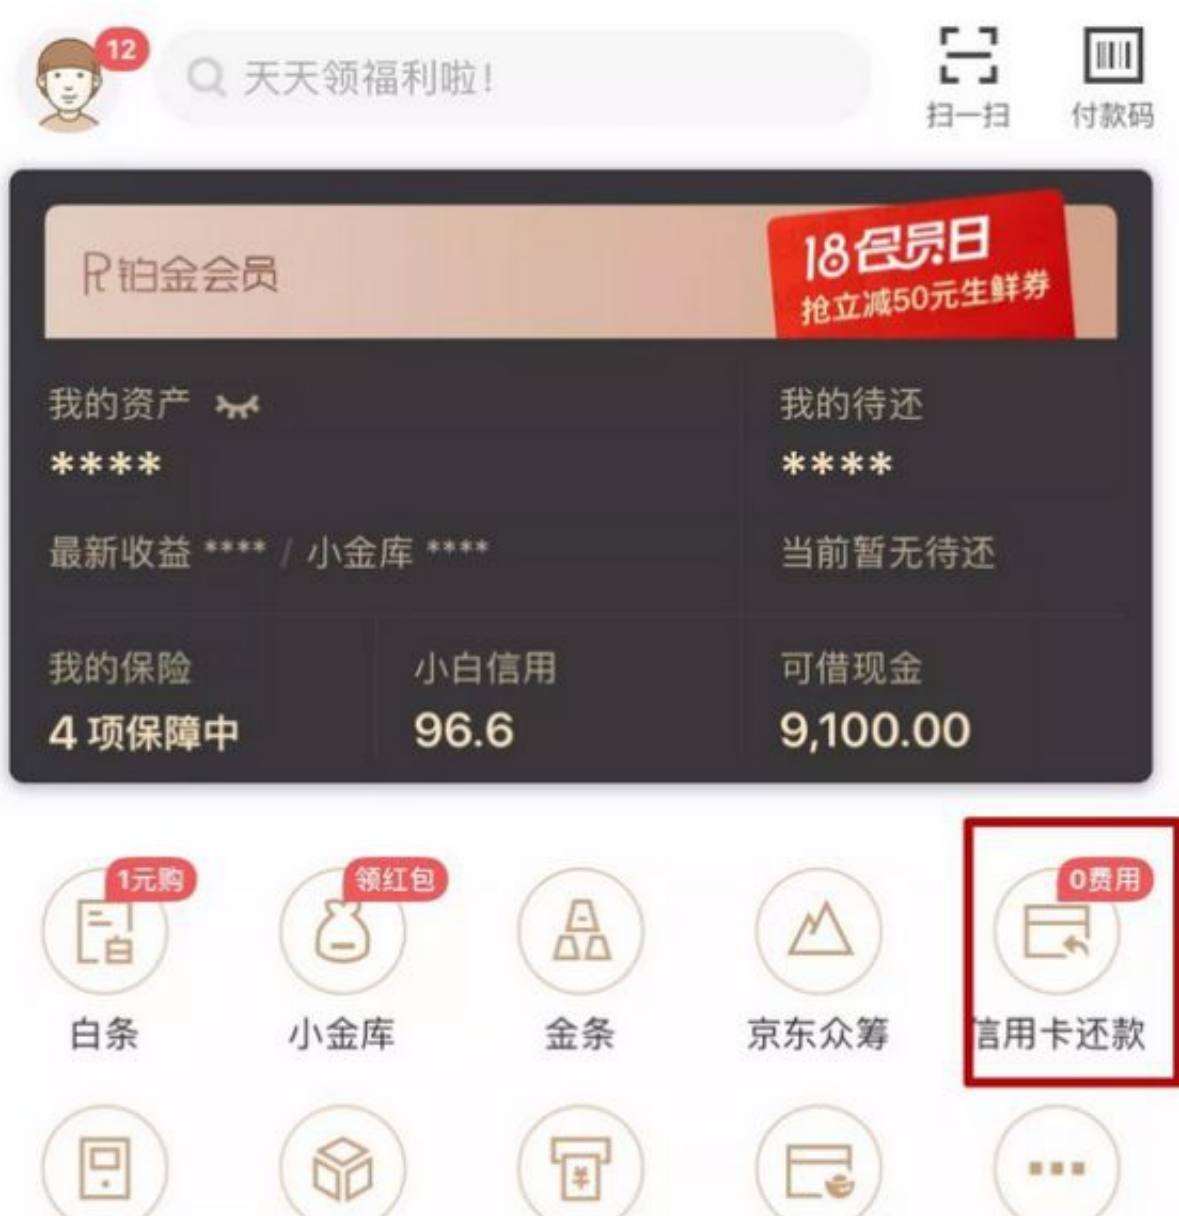 12
天天领福利啦!
扫一扫
付款码
铂金会员
18会员日
抢立减50元生鲜券
我的资产
我的待还
****
****
最新收益 **** / 小金库 ****
当前暂无待还
我的保险
小白信用
可借现金
4 项保障中
96.6
9,100.00
1元购
领红包
0费用
白
白条
小金库
金条
京东众筹
信用卡还款
¥